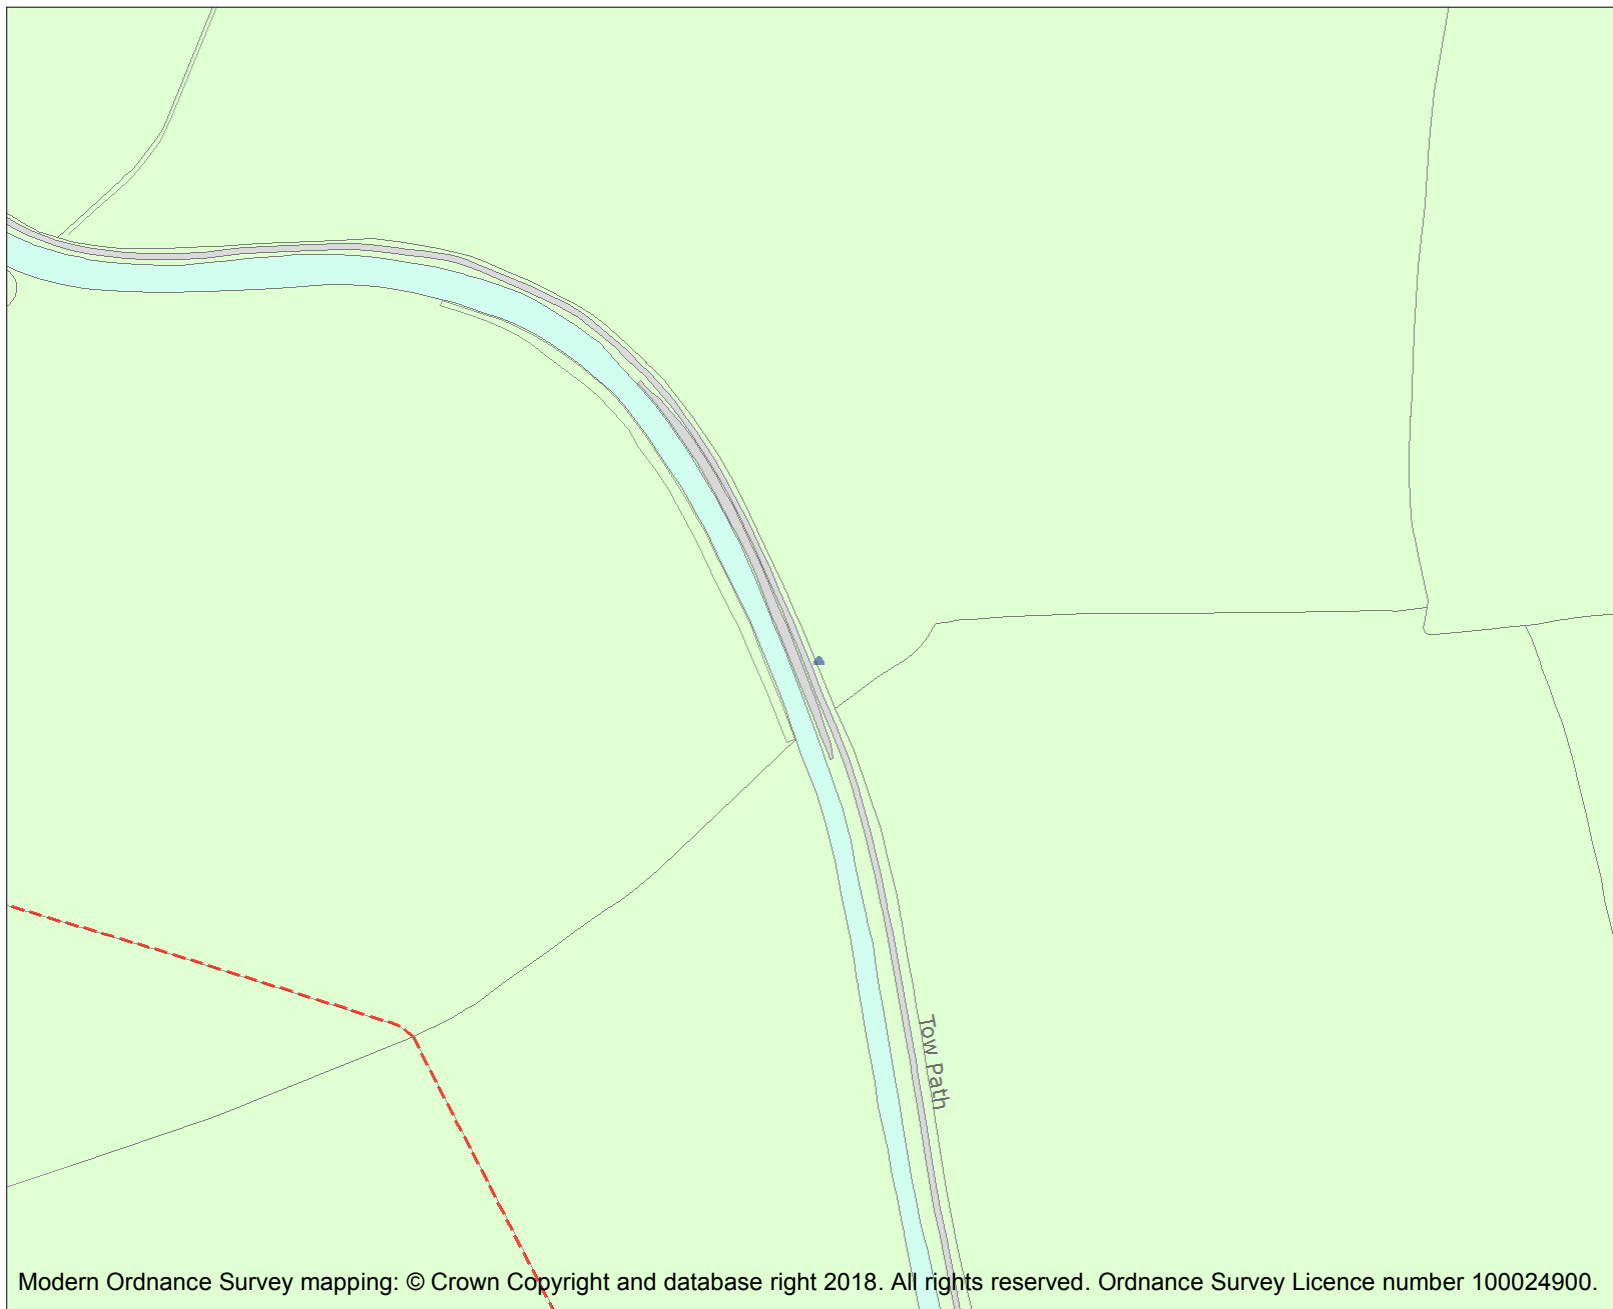 Tow Path
Modern Ordnance Survey mapping: © Crown Copyright and database right 2018. All rights reserved. Ordnance Survey Licence number 100024900.